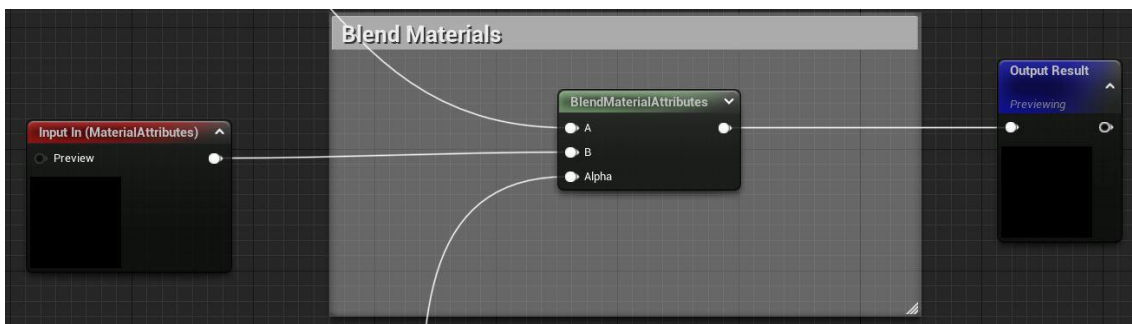 Blend Materials
Input In (MaterialAttributes)
Preview
BlendMaterialAttributes
A
B
Alpha
Output Result
Previewing